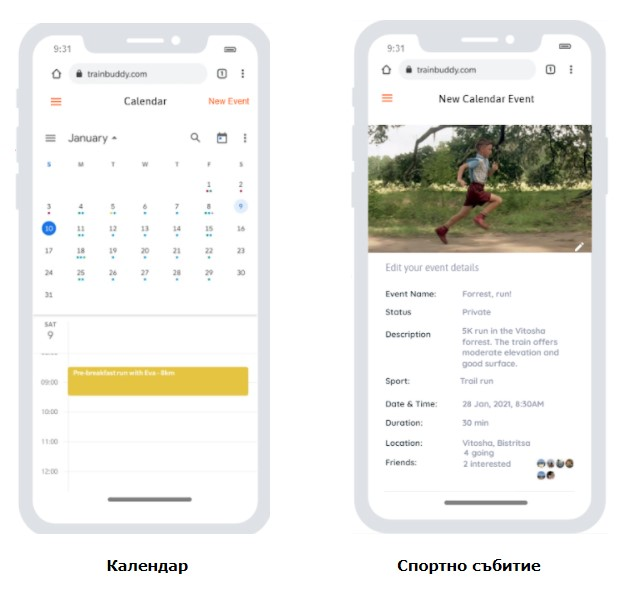 9:31
trainbuddy.com
1
Calendar
New Event
January
S M T W T F S
1 2
3 4 5 6 7 8 9
10 11 12 13 14 15 16
17 18 19 20 21 22 23
24 25 26 27 28 29 30
31
SAT
9
09:00
Pre-breakfast run with Eva - 8km
10:00
11:00
12:00
Календар
9:31
trainbuddy.com
1
New Calendar Event
Edit your event details
Event Name: Forrest, run!
Status Private
Description 5K run in the Vitosha
forrest. The train offers
moderate elevation and
good surface.
Sport: Trail run
Date & Time: 28 Jan, 2021, 8:30AM
Duration: 30 min
Location: Vitosha, Bistritsa
4 going
Friends: 2 interested
Спортно събитие